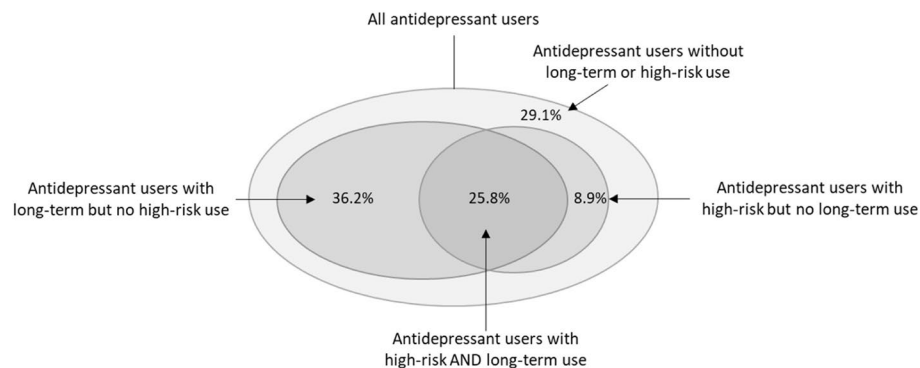 All antidepressant users
Antidepressant users without
long-term or high-risk use
29.1%
Antidepressant users with
long-term but no high-risk use
36.2%
25.8%
8.9%
Antidepressant users with
high-risk but no long-term use
Antidepressant users with
high-risk AND long-term use